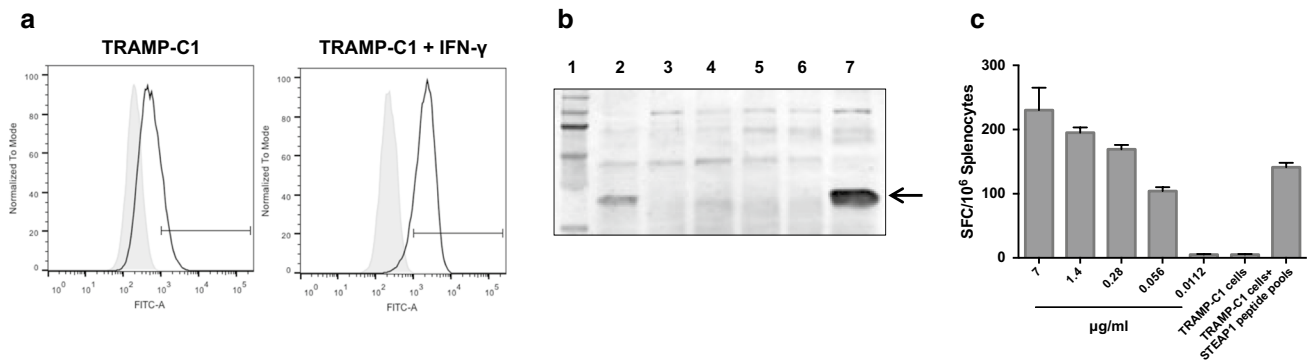 a
TRAMP-C1
Normalized To Mode
100
80
60
40
20
0
10^0 10^1 10^2 10^3 10^4 10^5
FITC-A
TRAMP-C1 + IFN-γ
Normalized To Mode
100
80
60
40
20
0
10^0 10^1 10^2 10^3 10^4 10^5
FITC-A
b
1 2 3 4 5 6 7
c
SFC/10^6 Splenocytes
300
200
100
0
7
1.4
0.28
0.056
0.0112
TRAMP-C1 cells
TRAMP-C1 cells+
STEAP1 peptide pools
μg/ml